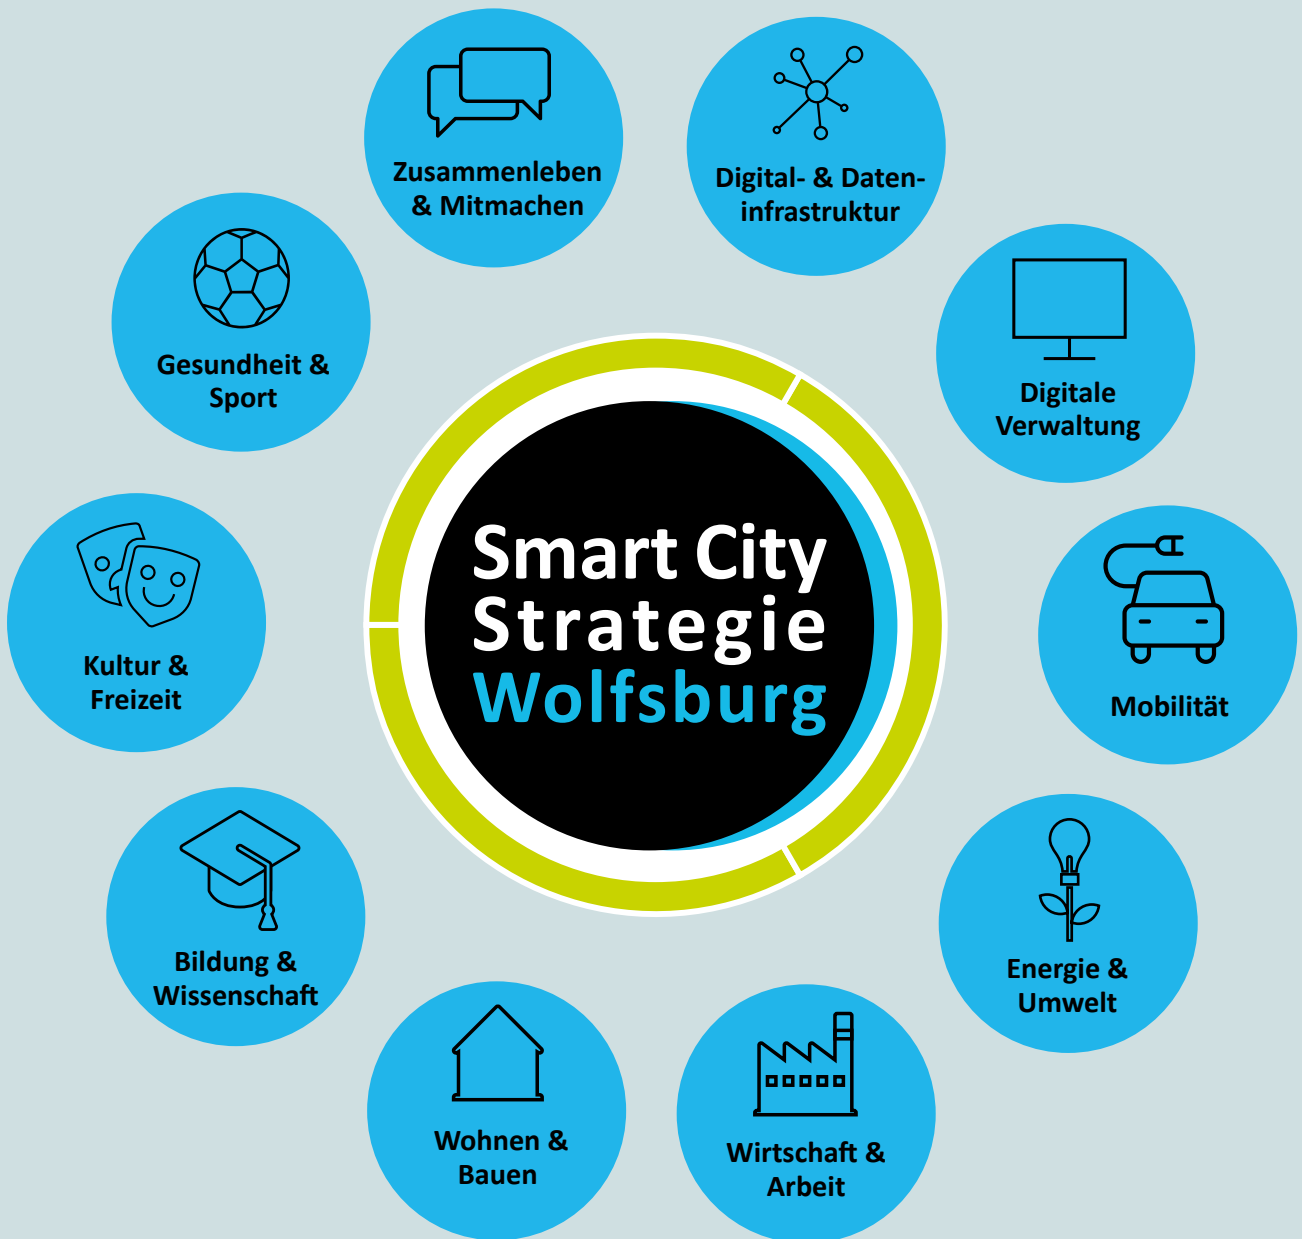 Zusammenleben
& Mitmachen
Digital- & Daten-
infrastruktur
Digitale
Verwaltung
Mobilität
Energie &
Umwelt
Wirtschaft &
Arbeit
Wohnen &
Bauen
Bildung &
Wissenschaft
Kultur &
Freizeit
Gesundheit &
Sport
Smart City
Strategie
Wolfsburg